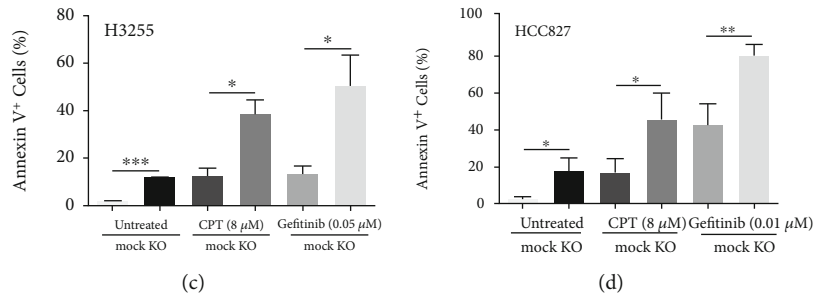 H3255
Annexin V⁺ Cells (%)
80
60
40
20
0
***
*
*
Untreated
CPT (8 μM)
Gefitinib (0.05 μM)
mock KO
mock KO
mock KO
(c)
HCC827
Annexin V⁺ Cells (%)
100
80
60
40
20
0
*
*
**
Untreated
CPT (8 μM)
Gefitinib (0.01 μM)
mock KO
mock KO
mock KO
(d)